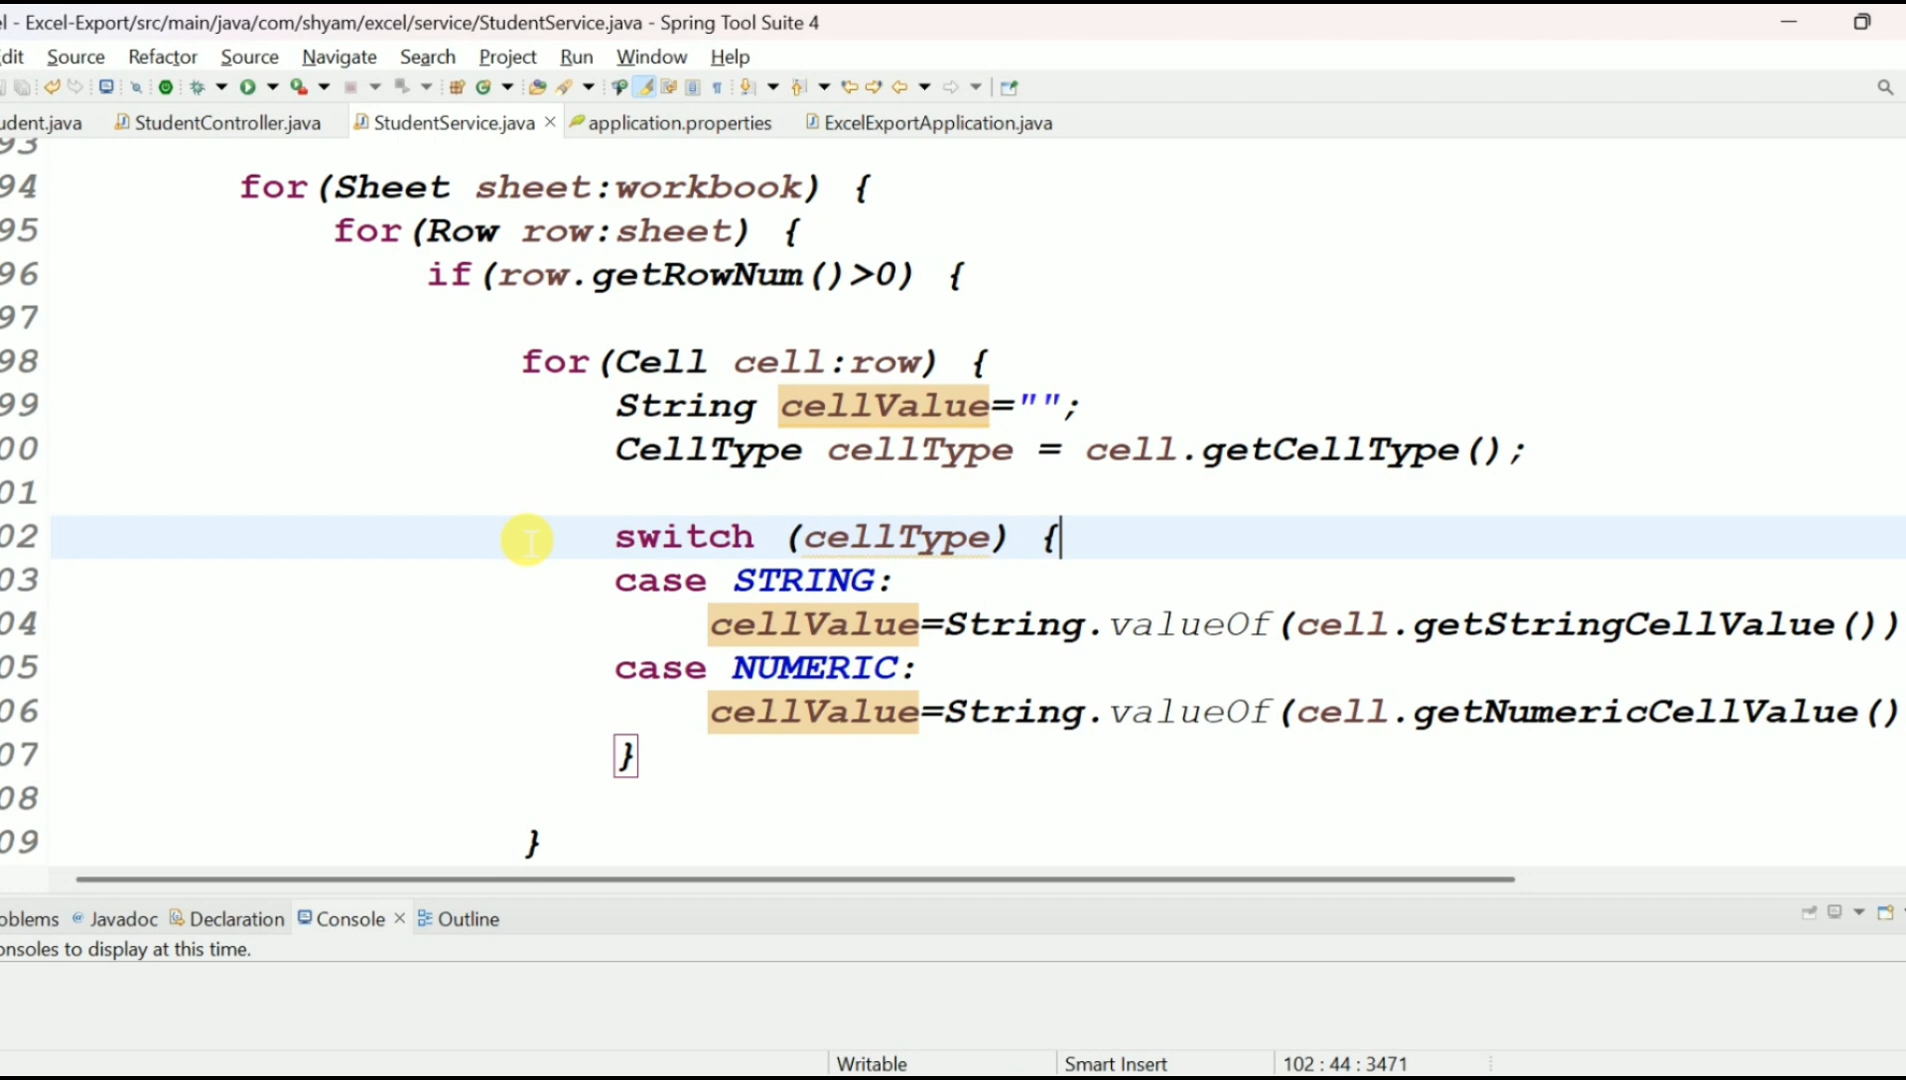 l - Excel-Export/src/main/java/com/shyam/excel/service/StudentService.java - Spring Tool Suite 4
dit Source Refactor Source Navigate Search Project Run Window Help
udent.java StudentController.java StudentService.java application.properties ExcelExportApplication.java
93
94 for(Sheet sheet:workbook) {
95 for(Row row:sheet) {
96 if(row.getRowNum()>0) {
97
98 for(Cell cell:row) {
99 String cellValue="";
00 CellType cellType = cell.getCellType();
01
02 switch (cellType) {
03 case STRING:
04 cellValue=String.valueOf(cell.getStringCellValue())
05 case NUMERIC:
06 cellValue=String.valueOf(cell.getNumericCellValue()
07 }
08
09 }
oblems Javadoc Declaration Console Outline
onsoles to display at this time.
Writable Smart Insert 102 : 44 : 3471